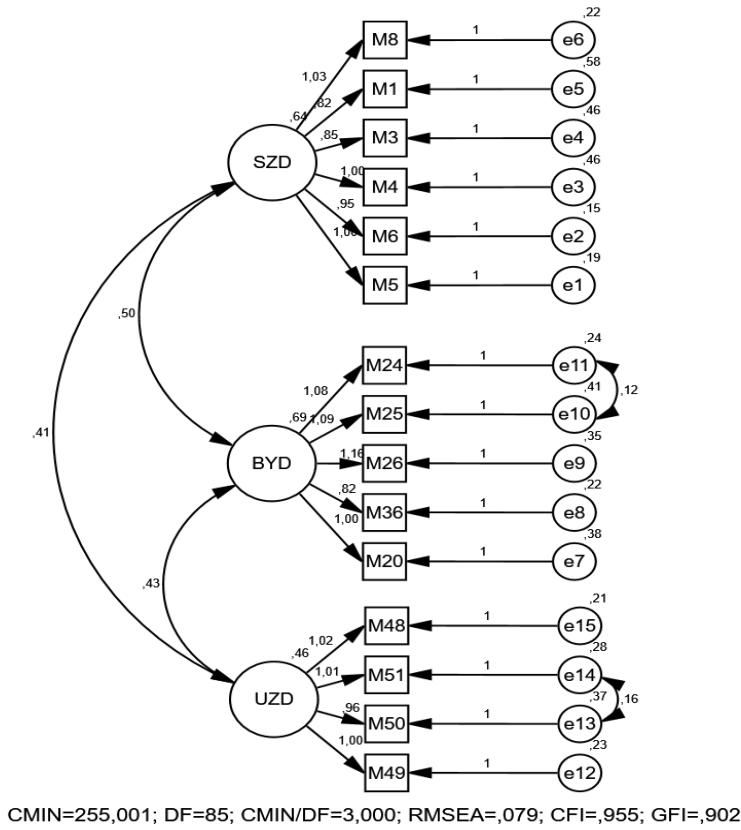 ,22
M8 1 e6
1,03
,58
M1 1 e5
,82
,64
,46
M3 1 e4
,85
SZD
,46
M4 1 e3
1,00
,15
M6 1 e2
,95
,19
M5 1 e1
,50
,24
M24 1 e11
1,08
,41
,12
M25 1 e10
,69
1,09
,41
,35
M26 1 e9
1,16
BYD
,22
M36 1 e8
,82
,38
M20 1 e7
1,00
,43
,21
M48 1 e15
1,02
,46
,28
M51 1 e14
1,01
,37
,16
UZD
M50 1 e13
,96
,23
M49 1 e12
1,00
CMIN=255,001; DF=85; CMIN/DF=3,000; RMSEA=,079; CFI=,955; GFI=,902